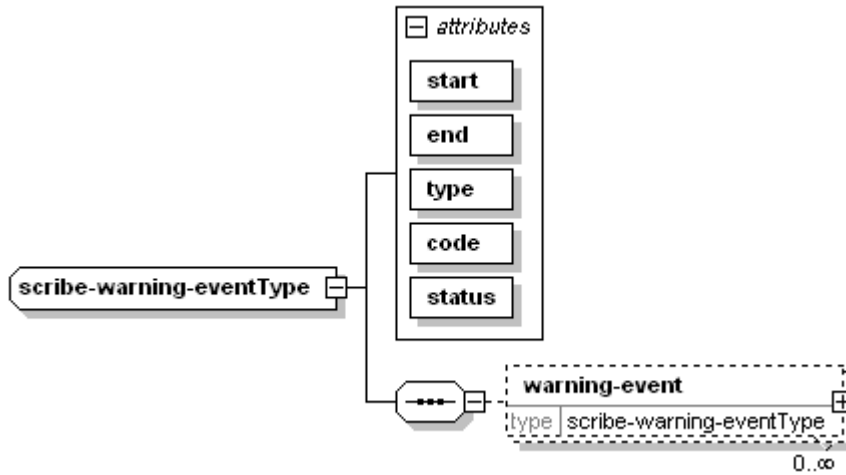 attributes
start
end
type
code
scribe-warning-eventType
status
warning-event
type scribe-warning-eventType
0..∞